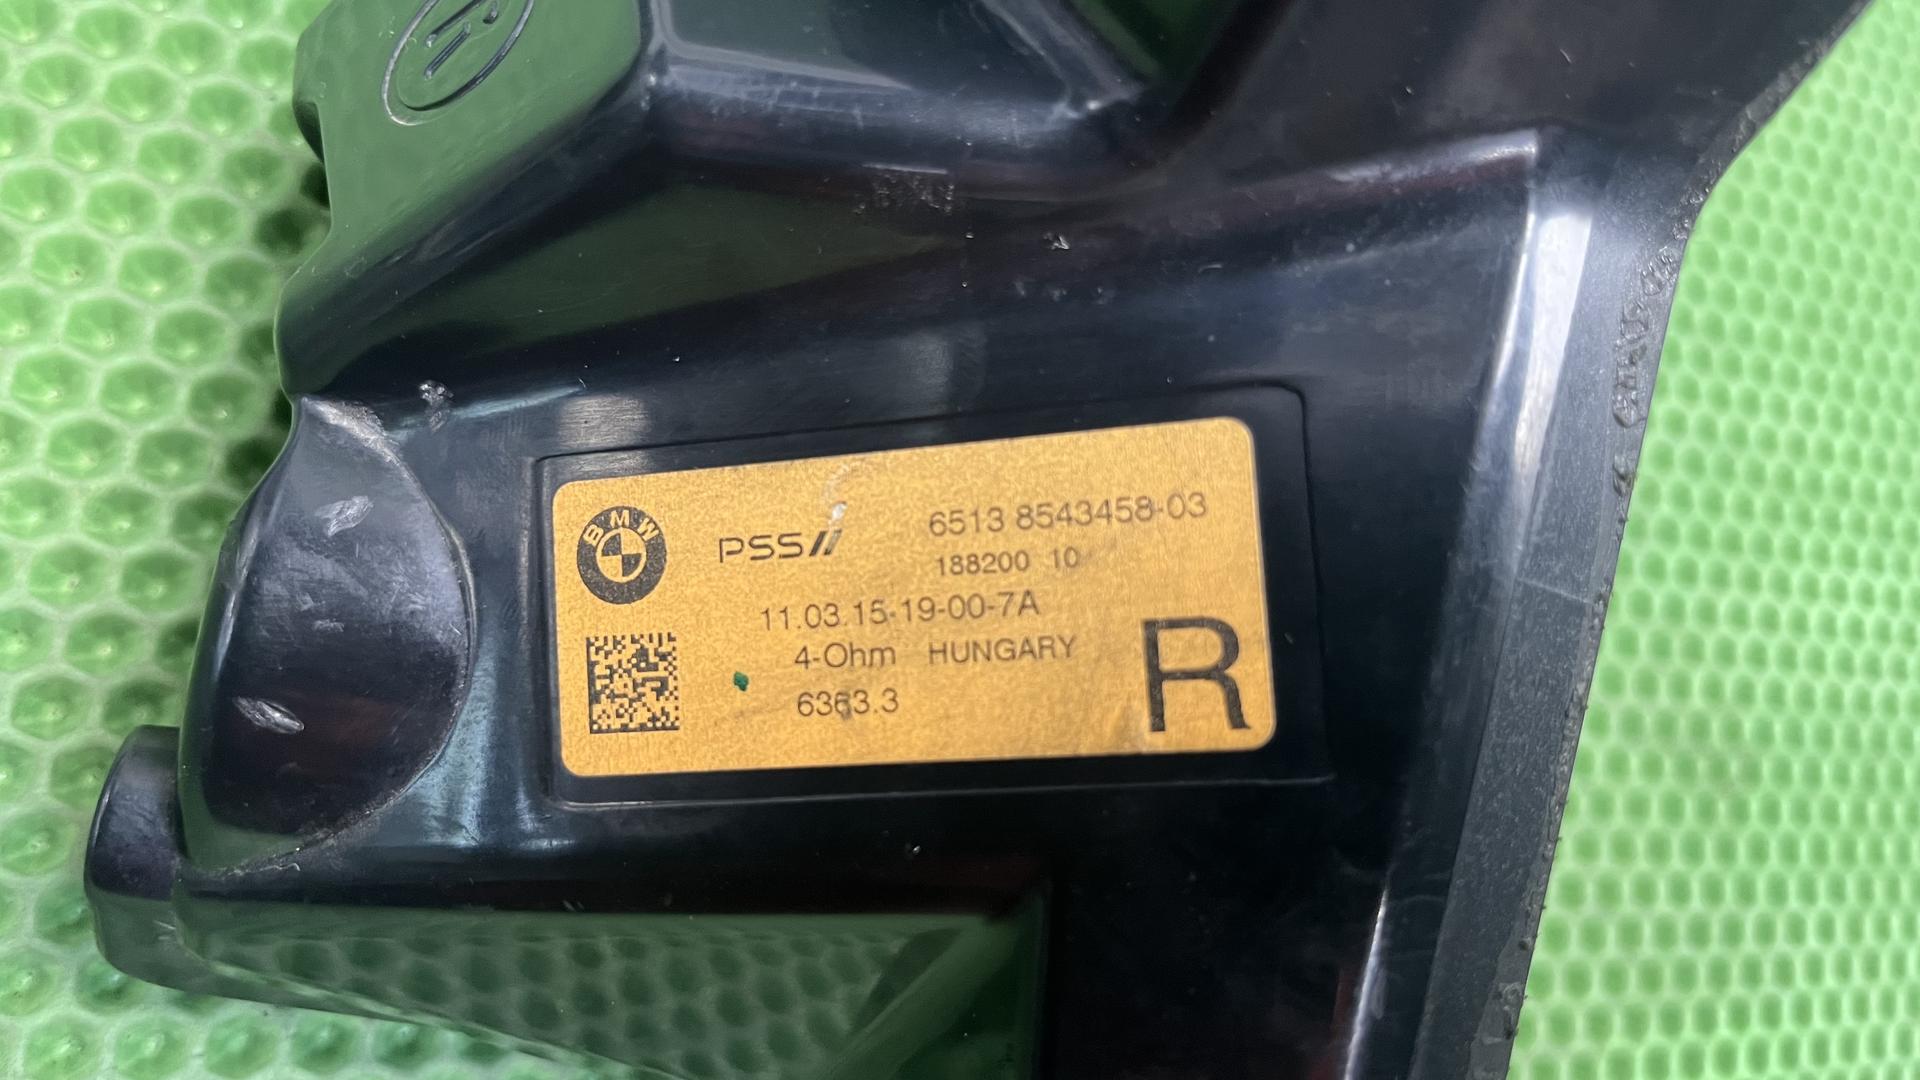 BMW
PSS
6513 8543458-03
188200 10
11.03.15-19-00-7A
4-Ohm HUNGARY
6363.3
R